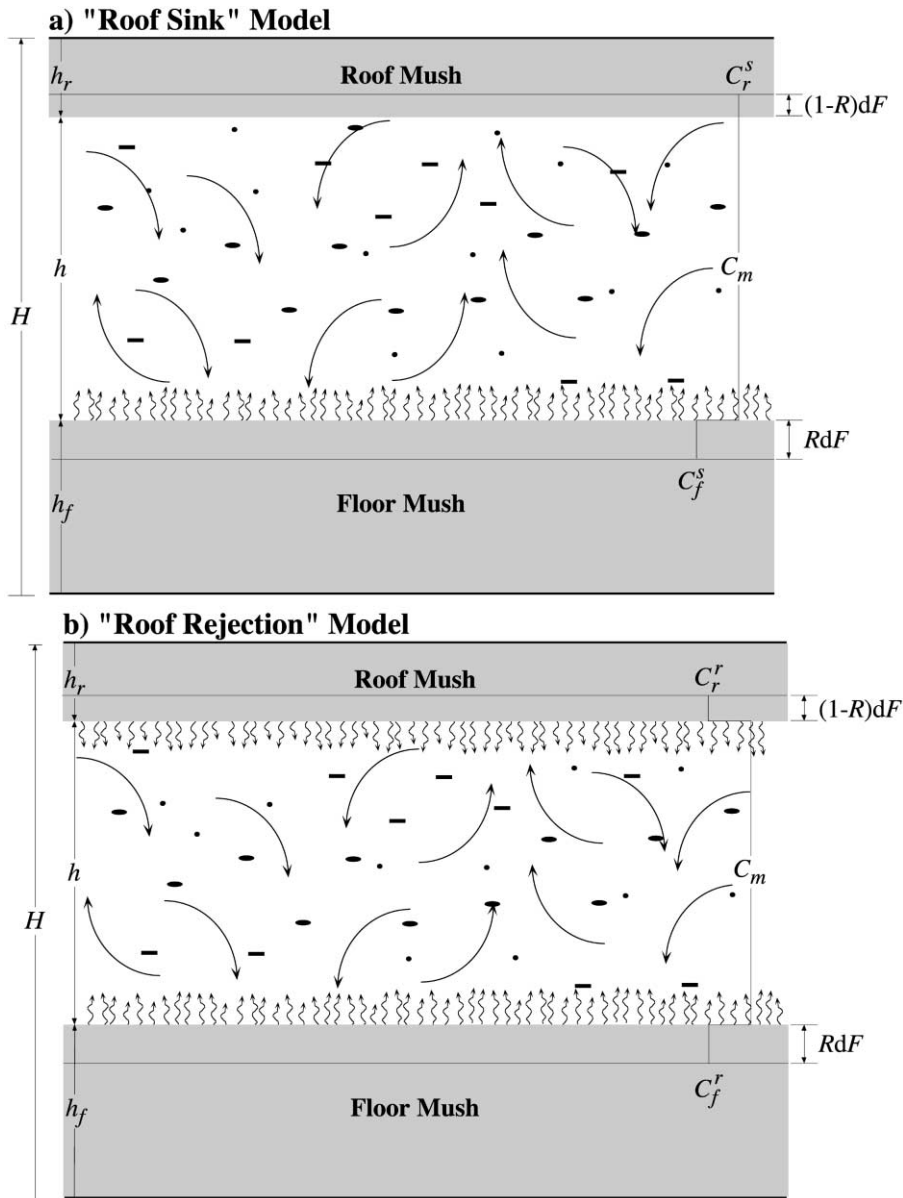 a) "Roof Sink" Model
h_r
Roof Mush
C_r^s
(1-R)dF
h
C_m
H
RdF
C_f^s
h_f
Floor Mush
b) "Roof Rejection" Model
h_r
Roof Mush
C_r^r
(1-R)dF
h
C_m
H
RdF
C_f^r
h_f
Floor Mush